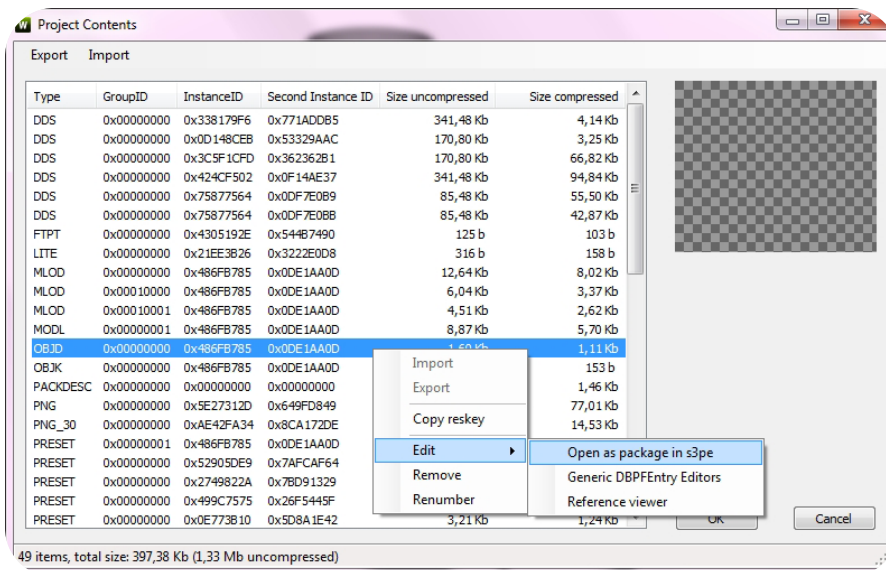 Project Contents
Export Import
Type GroupID InstanceID Second Instance ID Size uncompressed Size compressed
DDS 0x00000000 0x338179F6 0x771ADDB5 341,48 Kb 4,14 Kb
DDS 0x00000000 0x0D148CEB 0x53329AAC 170,80 Kb 3,25 Kb
DDS 0x00000000 0x3C5F1CFD 0x362362B1 170,80 Kb 66,82 Kb
DDS 0x00000000 0x424CF502 0x0F14AE37 341,48 Kb 94,84 Kb
DDS 0x00000000 0x75877564 0x0DF7E0B9 85,48 Kb 55,50 Kb
DDS 0x00000000 0x75877564 0x0DF7E0BB 85,48 Kb 42,87 Kb
FTPT 0x00000000 0x4305192E 0x544B7490 125 b 103 b
LITE 0x00000000 0x21EE3B26 0x3222E0D8 316 b 158 b
MLOD 0x00000000 0x486FB785 0x0DE1AA0D 12,64 Kb 8,02 Kb
MLOD 0x00010000 0x486FB785 0x0DE1AA0D 6,04 Kb 3,37 Kb
MLOD 0x00010001 0x486FB785 0x0DE1AA0D 4,51 Kb 2,62 Kb
MODL 0x00000001 0x486FB785 0x0DE1AA0D 8,87 Kb 5,70 Kb
OBJD 0x00000000 0x486FB785 0x0DE1AA0D 1,11 Kb
OBJK 0x00000000 0x486FB785 0x0DE1AA0D 153 b
PACKDESC 0x00000000 0x00000000 0x00000000 1,46 Kb
PNG 0x00000000 0x5E27312D 0x649FD849 77,01 Kb
PNG_30 0x00000000 0xAE42FA34 0x8CA172DE 14,53 Kb
PRESET 0x00000001 0x486FB785 0x0DE1AA0D
PRESET 0x00000000 0x52905DE9 0x7AFCAF64
PRESET 0x00000000 0x2749822A 0x7BD91329
PRESET 0x00000000 0x499C7575 0x26F5445F
PRESET 0x00000000 0x0E773B10 0x5D8A1E42 3,21 Kb 1,24 Kb
Import
Export
Copy reskey
Edit
Remove
Renumber
Open as package in s3pe
Generic DBPFEntry Editors
Reference viewer
OK Cancel
49 items, total size: 397,38 Kb (1,33 Mb uncompressed)